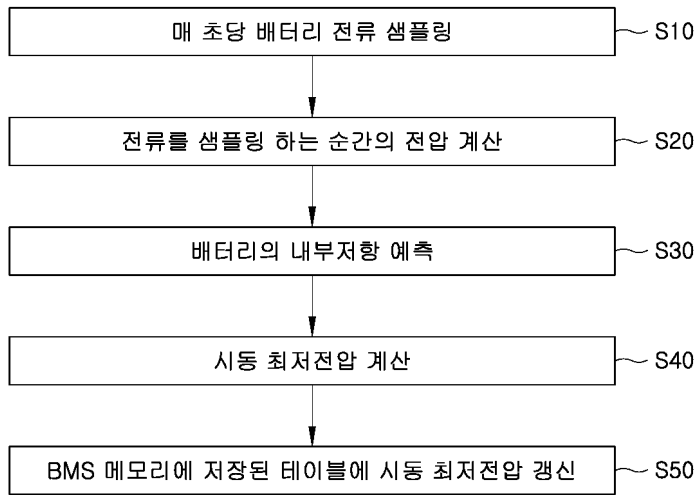 매 초당 배터리 전류 샘플링
S10
전류를 샘플링 하는 순간의 전압 계산
S20
배터리의 내부저항 예측
S30
시동 최저전압 계산
S40
BMS 메모리에 저장된 테이블에 시동 최저전압 갱신
S50